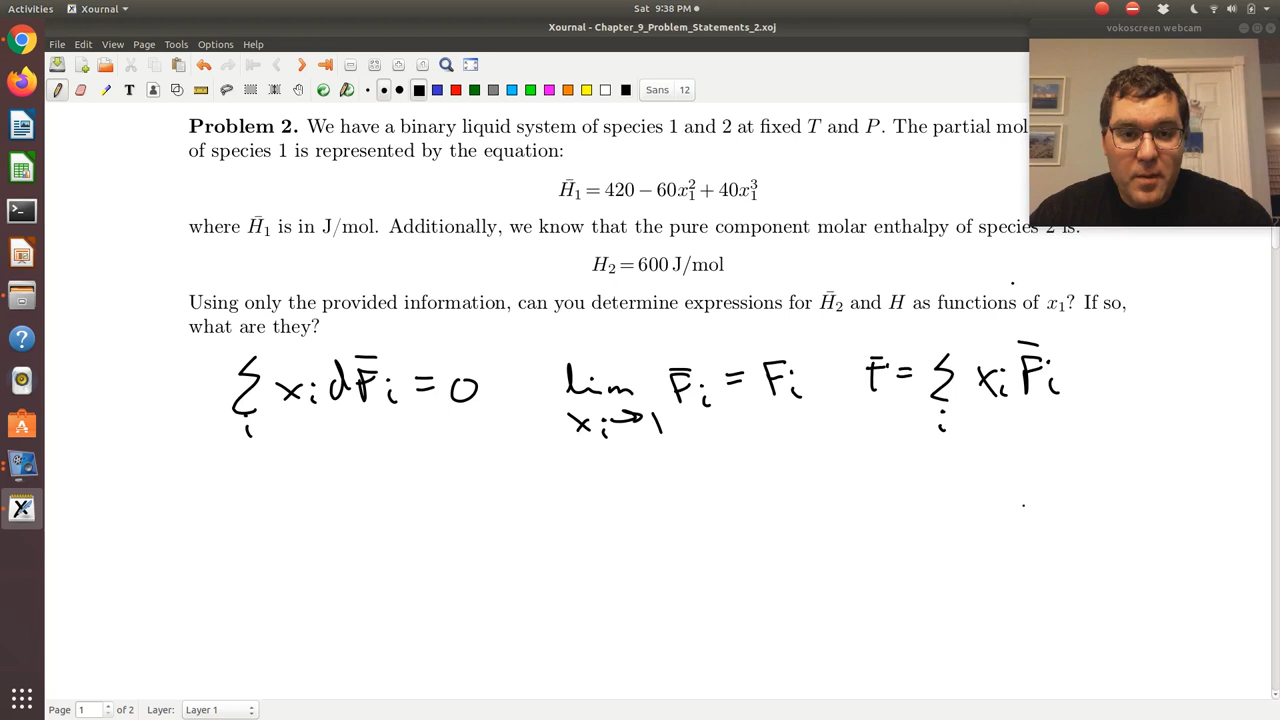 Activities Xournal Sat 9:38 PM
Xournal - Chapter_9_Problem_Statements_2.xoj
vokoscreen webcam
File Edit View Page Tools Options Help
Sans 12
Problem 2. We have a binary liquid system of species 1 and 2 at fixed T and P. The partial
of species 1 is represented by the equation:
H̄₁ = 420 − 60x₁² + 40x₁³
where H̄₁ is in J/mol. Additionally, we know that the pure component molar enthalpy of species 2 is:
H₂ = 600 J/mol
Using only the provided information, can you determine expressions for H̄₂ and H as functions of x₁? If so,
what are they?
∑ᵢ xᵢ dF̄ᵢ = 0 lim xᵢ→1 F̄ᵢ = Fᵢ F̄ = ∑ᵢ xᵢ F̄ᵢ
Page 1 of 2 Layer: Layer 1